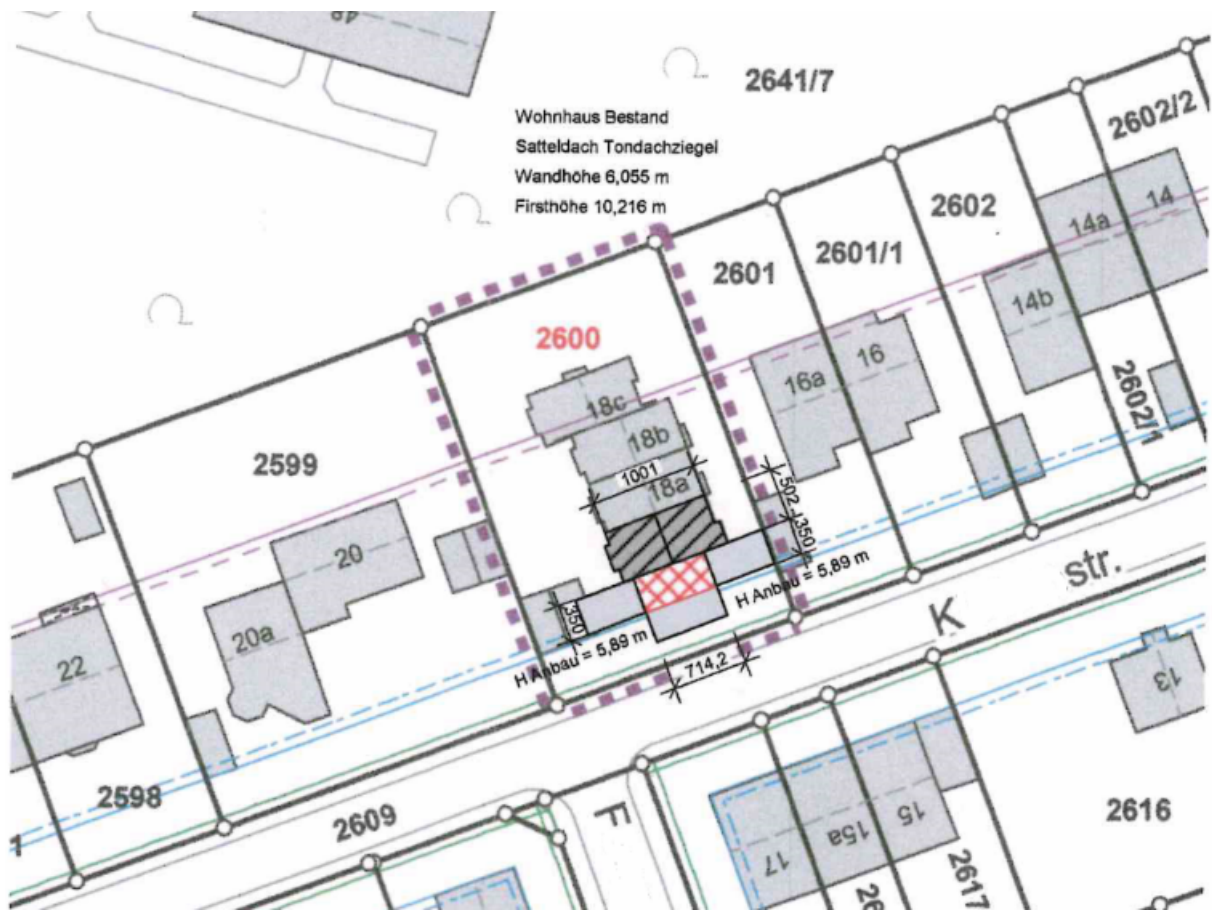 2641/7
Wohnhaus Bestand
Satteldach Tondachziegel
Wandhöhe 6,055 m
Firsthöhe 10,216 m
2602/2
2602
14
14a
2601/1
2601
14b
2600
16
16a
2602/1
18c
18b
2599
1001
18a
502
350
20
H Anbau = 5,89 m
str.
K
350
20a
H Anbau = 5,89 m
714,2
22
13
2598
2609
F
2616
17
15a
15
2617